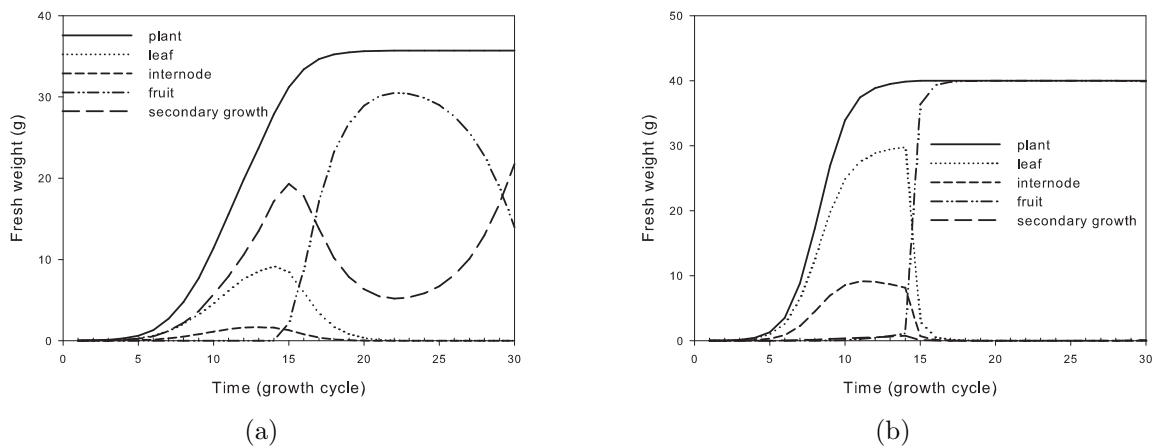 40
30
20
10
0
Fresh weight (g)
plant
leaf
internode
fruit
secondary growth
0 5 10 15 20 25 30
Time (growth cycle)
(a)
50
40
30
20
10
0
Fresh weight (g)
plant
leaf
internode
fruit
secondary growth
0 5 10 15 20 25 30
Time (growth cycle)
(b)